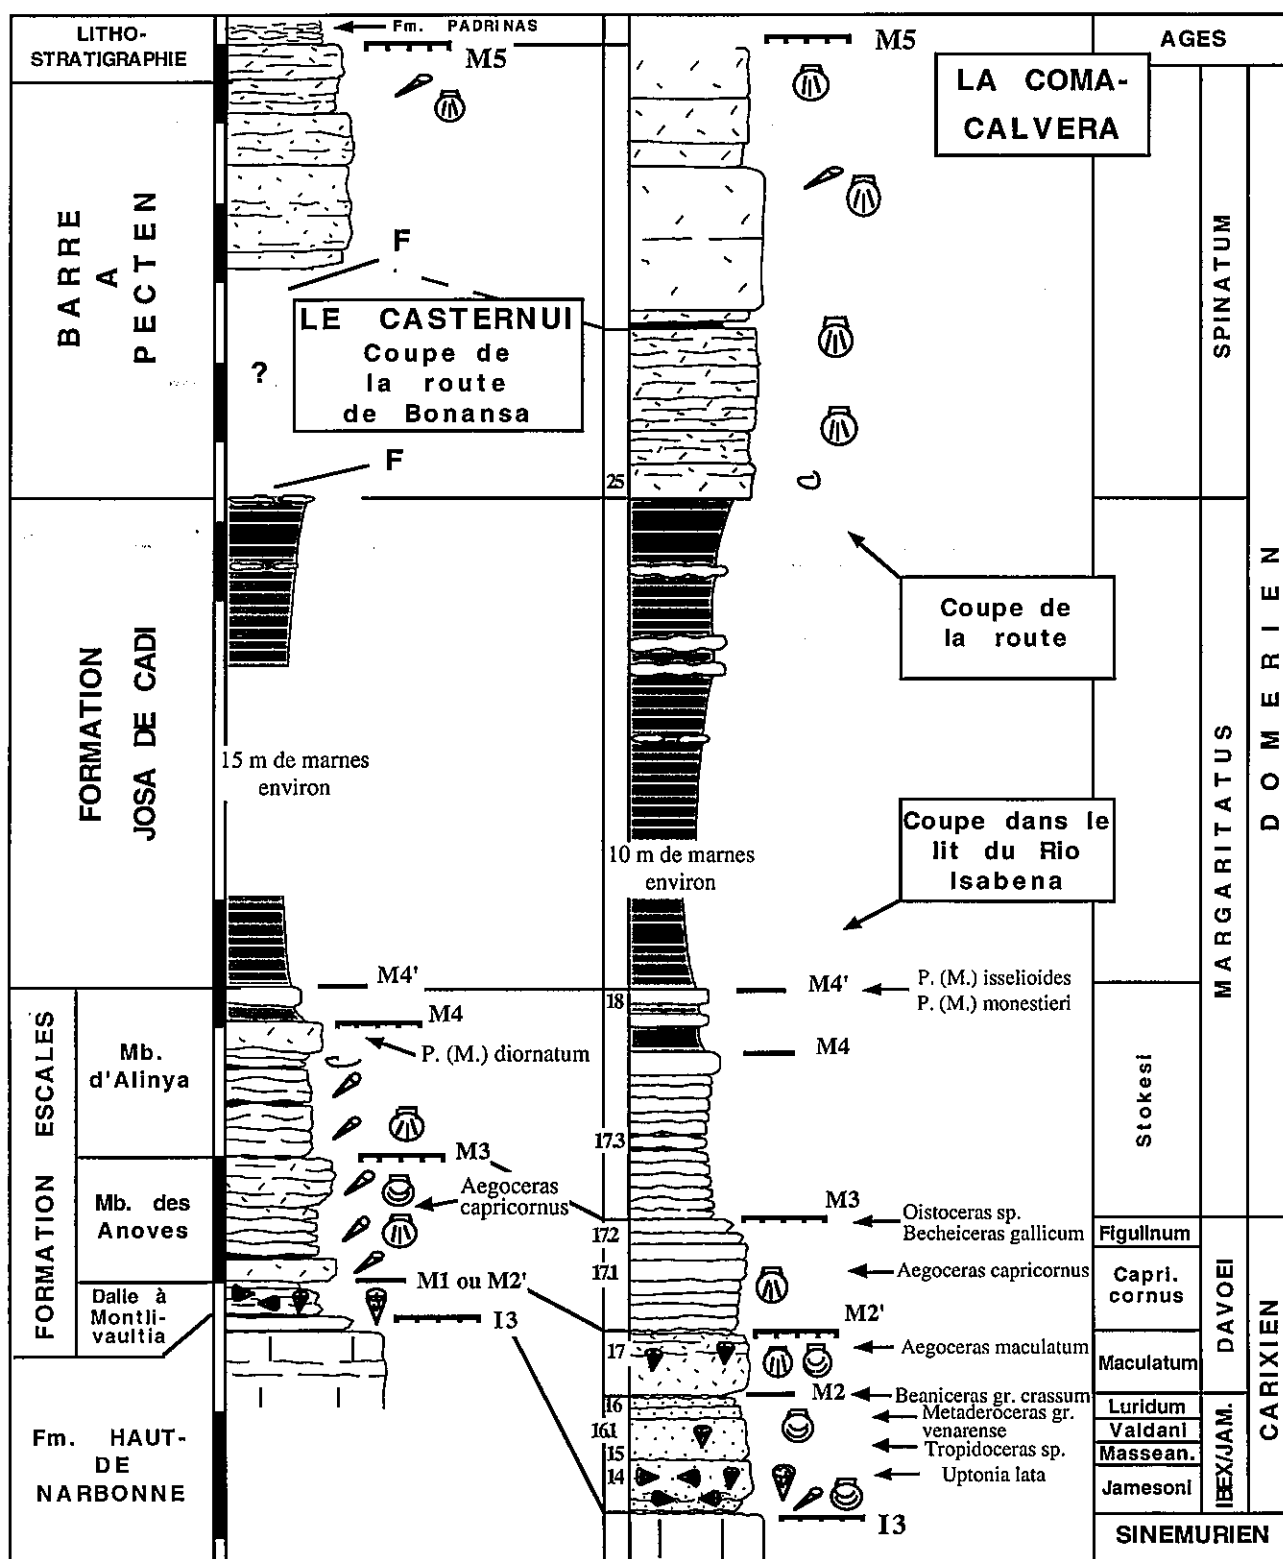 LITHO-
STRATIGRAPHIE
Fm. PADRINAS
M5
M5
AGES
LA COMA-
CALVERA
BARRE
A
PECTEN
F
LE CASTERNUI
Coupe de
la route
de Bonansa
?
F
25
SPINATUM
DOMERIEN
Coupe de
la route
FORMATION
JOSA DE CADI
15 m de marnes
environ
10 m de marnes
environ
Coupe dans le
lit du Rio
Isabena
MARGARITATUS
M4'
M4'
P. (M.) isselioides
P. (M.) monestieri
18
M4
P. (M.) diornatum
M4
FORMATION ESCALES
Mb.
d'Alinya
Stokesi
17.3
M3
M3
Mb. des
Anoves
Aegoceras
capricornus
Oistoceras sp.
Becheiceras gallicum
17.2
Figulinum
17.1
Aegoceras capricornus
Capri.
cornus
DAVOEI
CARIXIEN
M1 ou M2'
M2'
Dalle à
Montli-
vaultia
I3
17
Aegoceras maculatum
Maculatum
M2
Beaniceras gr. crassum
16
Luridum
Metaderoceras gr.
venarense
16.1
Valdani
IBEX/JAM.
Tropidoceras sp.
15
Massean.
Uptonia lata
14
Jamesoni
Fm. HAUT-
DE
NARBONNE
I3
SINEMURIEN